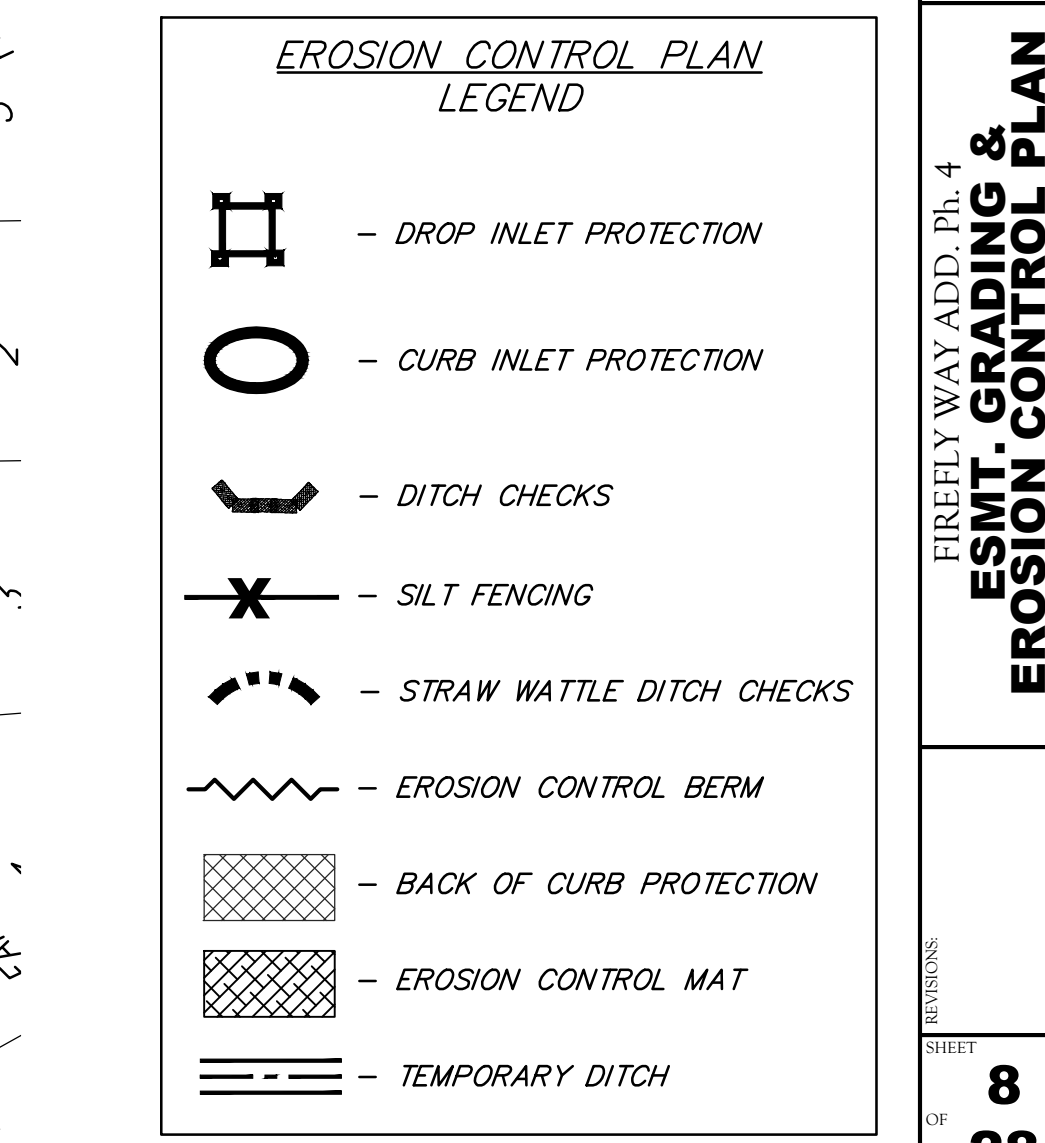 EROSION CONTROL PLAN
LEGEND
– DROP INLET PROTECTION
– CURB INLET PROTECTION
– DITCH CHECKS
X – SILT FENCING
– STRAW WATTLE DITCH CHECKS
– EROSION CONTROL BERM
– BACK OF CURB PROTECTION
– EROSION CONTROL MAT
– TEMPORARY DITCH
2
3
FIREFLY WAY ADD. Ph. 4
ESMT. GRADING &
EROSION CONTROL PLAN
REVISIONS:
SHEET
8
OF